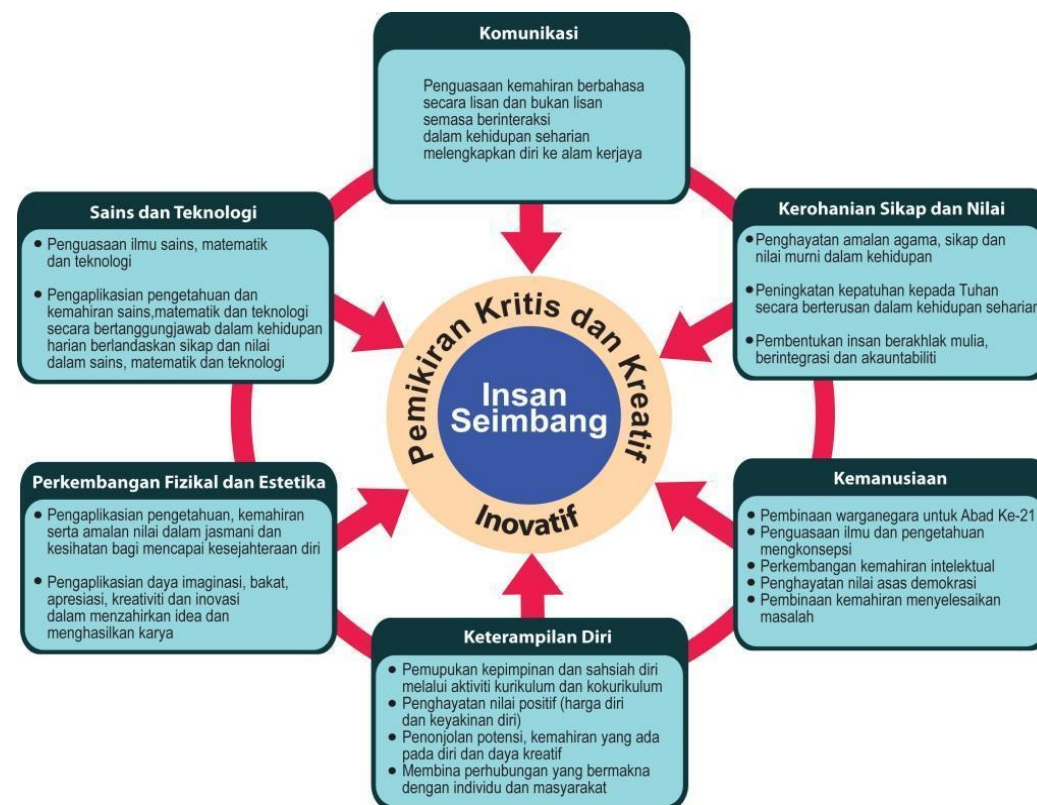 Komunikasi
Penguasaan kemahiran berbahasa
secara lisan dan bukan lisan
semasa berinteraksi
dalam kehidupan seharian
melengkapkan diri ke alam kerjaya
Sains dan Teknologi
● Penguasaan ilmu sains, matematik
dan teknologi
● Pengaplikasian pengetahuan dan
kemahiran sains,matematik dan teknologi
secara bertanggungjawab dalam kehidupan
harian berlandaskan sikap dan nilai
dalam sains, matematik dan teknologi
Kerohanian Sikap dan Nilai
● Penghayatan amalan agama, sikap dan
nilai murni dalam kehidupan
● Peningkatan kepatuhan kepada Tuhan
secara berterusan dalam kehidupan seharian
● Pembentukan insan berakhlak mulia,
berintegrasi dan akauntabiliti
Pemikiran Kritis dan Kreatif
Insan
Seimbang
Inovatif
Perkembangan Fizikal dan Estetika
● Pengaplikasian pengetahuan, kemahiran
serta amalan nilai dalam jasmani dan
kesihatan bagi mencapai kesejahteraan diri
● Pengaplikasian daya imaginasi, bakat,
apresiasi, kreativiti dan inovasi
dalam menzahirkan idea dan
menghasilkan karya
Kemanusiaan
● Pembinaan warganegara untuk Abad Ke-21
● Penguasaan ilmu dan pengetahuan
mengkonsepsi
● Perkembangan kemahiran intelektual
● Penghayatan nilai asas demokrasi
● Pembinaan kemahiran menyelesaikan
masalah
Keterampilan Diri
● Pemupukan kepimpinan dan sahsiah diri
melalui aktiviti kurikulum dan kokurikulum
● Penghayatan nilai positif (harga diri
dan keyakinan diri)
● Penonjolan potensi, kemahiran yang ada
pada diri dan daya kreatif
● Membina perhubungan yang bermakna
dengan individu dan masyarakat